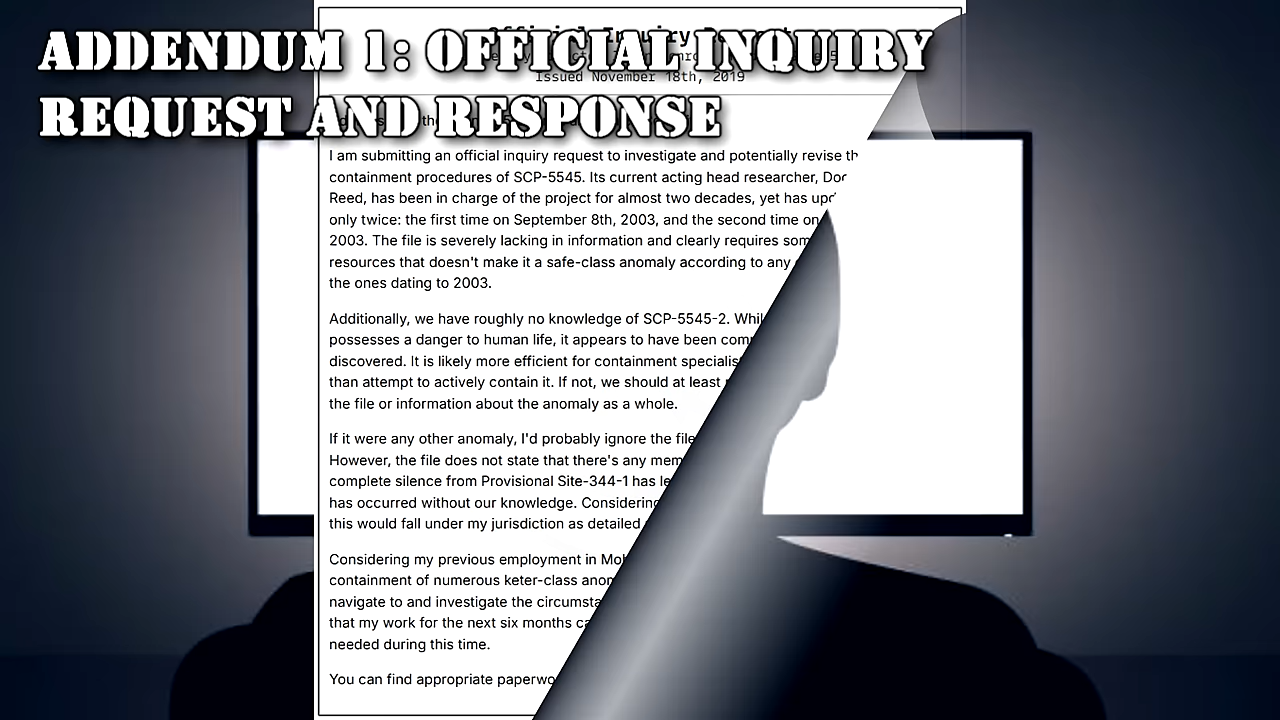 ADDENDUM 1: OFFICIAL INQUIRY
REQUEST AND RESPONSE
Issued November 18th, 2019
I am submitting an official inquiry request to investigate and potentially revise th
containment procedures of SCP-5545. Its current acting head researcher, Doc
Reed, has been in charge of the project for almost two decades, yet has upd
only twice: the first time on September 8th, 2003, and the second time on
2003. The file is severely lacking in information and clearly requires som
resources that doesn't make it a safe-class anomaly according to any
the ones dating to 2003.
Additionally, we have roughly no knowledge of SCP-5545-2. Whil
possesses a danger to human life, it appears to have been com
discovered. It is likely more efficient for containment specialis
than attempt to actively contain it. If not, we should at least
the file or information about the anomaly as a whole.
If it were any other anomaly, I'd probably ignore the file
However, the file does not state that there's any mem
complete silence from Provisional Site-344-1 has le
has occurred without our knowledge. Considering
this would fall under my jurisdiction as detailed
Considering my previous employment in Mob
containment of numerous keter-class anom
navigate to and investigate the circumsta
that my work for the next six months ca
needed during this time.
You can find appropriate paperwo